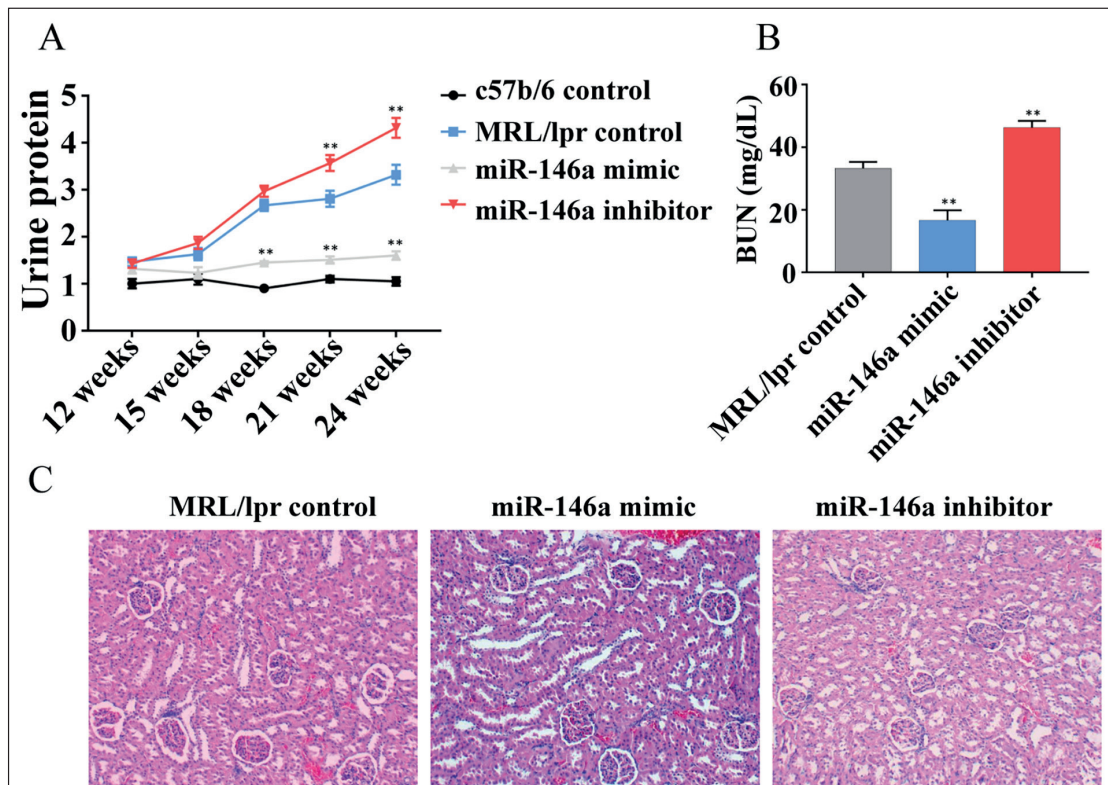 A
Urine protein
5
4
3
2
1
0
**
**
**
**
**
12 weeks
15 weeks
18 weeks
21 weeks
24 weeks
c57b/6 control
MRL/lpr control
miR-146a mimic
miR-146a inhibitor
B
BUN (mg/dL)
60
40
20
0
**
**
MRL/lpr control
miR-146a mimic
miR-146a inhibitor
C
MRL/lpr control
miR-146a mimic
miR-146a inhibitor